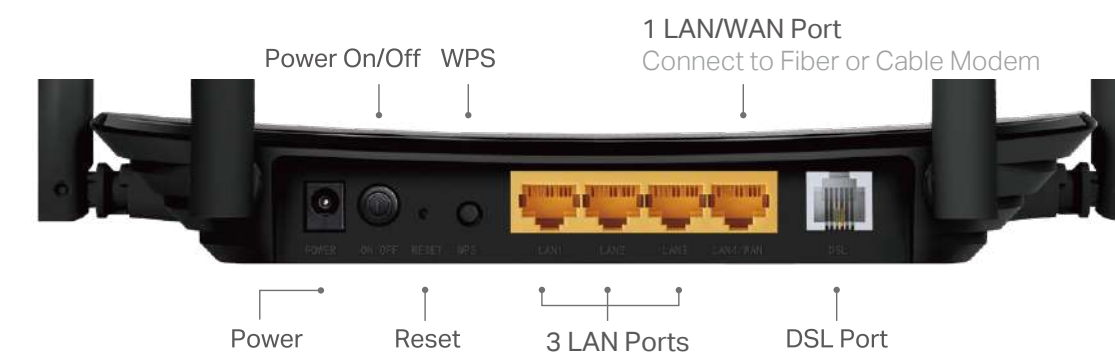 1 LAN/WAN Port
Power On/Off WPS
Connect to Fiber or Cable Modem
POWER ON/OFF RESET WPS LAN1 LAN2 LAN3 LAN4/WAN DSL
Power Reset 3 LAN Ports DSL Port